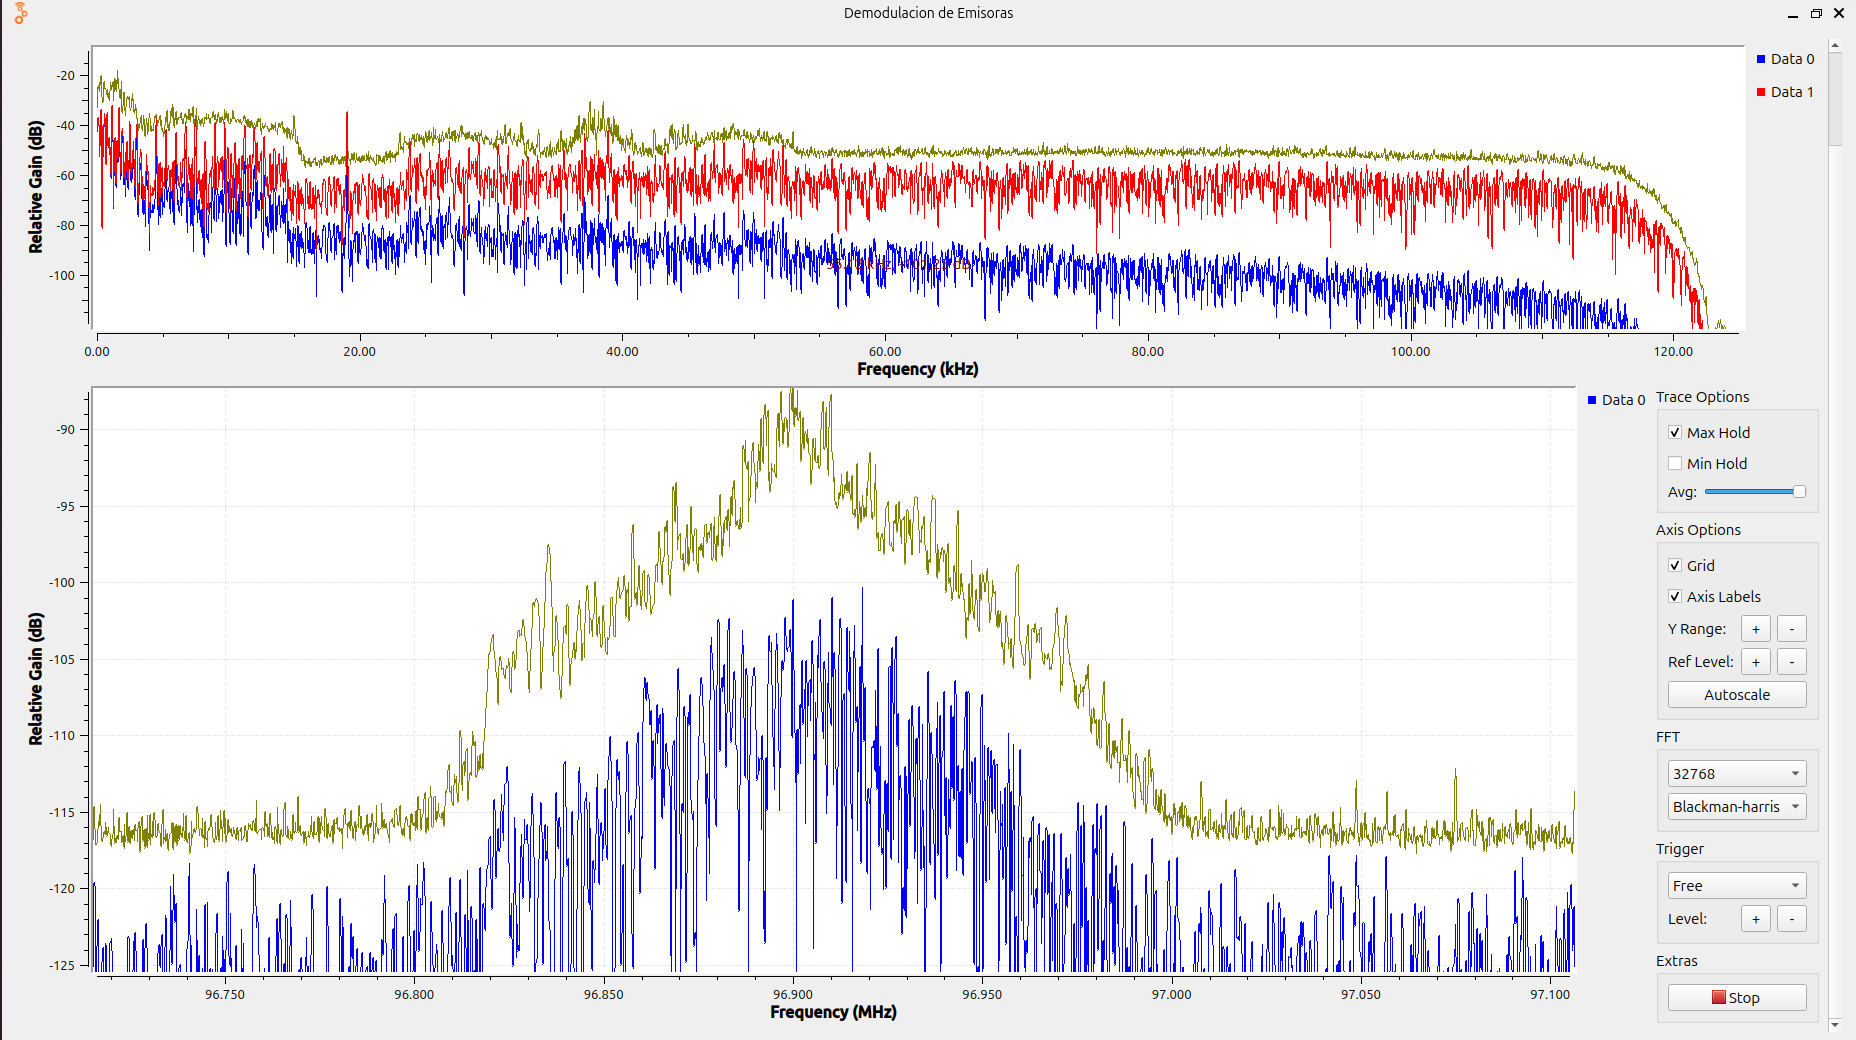 Demodulacion de Emisoras
Relative Gain (dB)
-20
-40
-60
-80
-100
Data 0
Data 1
0.00
20.00
40.00
60.00
80.00
100.00
120.00
Frequency (kHz)
Relative Gain (dB)
-90
-95
-100
-105
-110
-115
-120
-125
96.750
96.800
96.850
96.900
96.950
97.000
97.050
97.100
Frequency (MHz)
Data 0
Trace Options
Max Hold
Min Hold
Avg:
Axis Options
Grid
Axis Labels
Y Range: + -
Ref Level: + -
Autoscale
FFT
32768
Blackman-harris
Trigger
Free
Level: + -
Extras
Stop